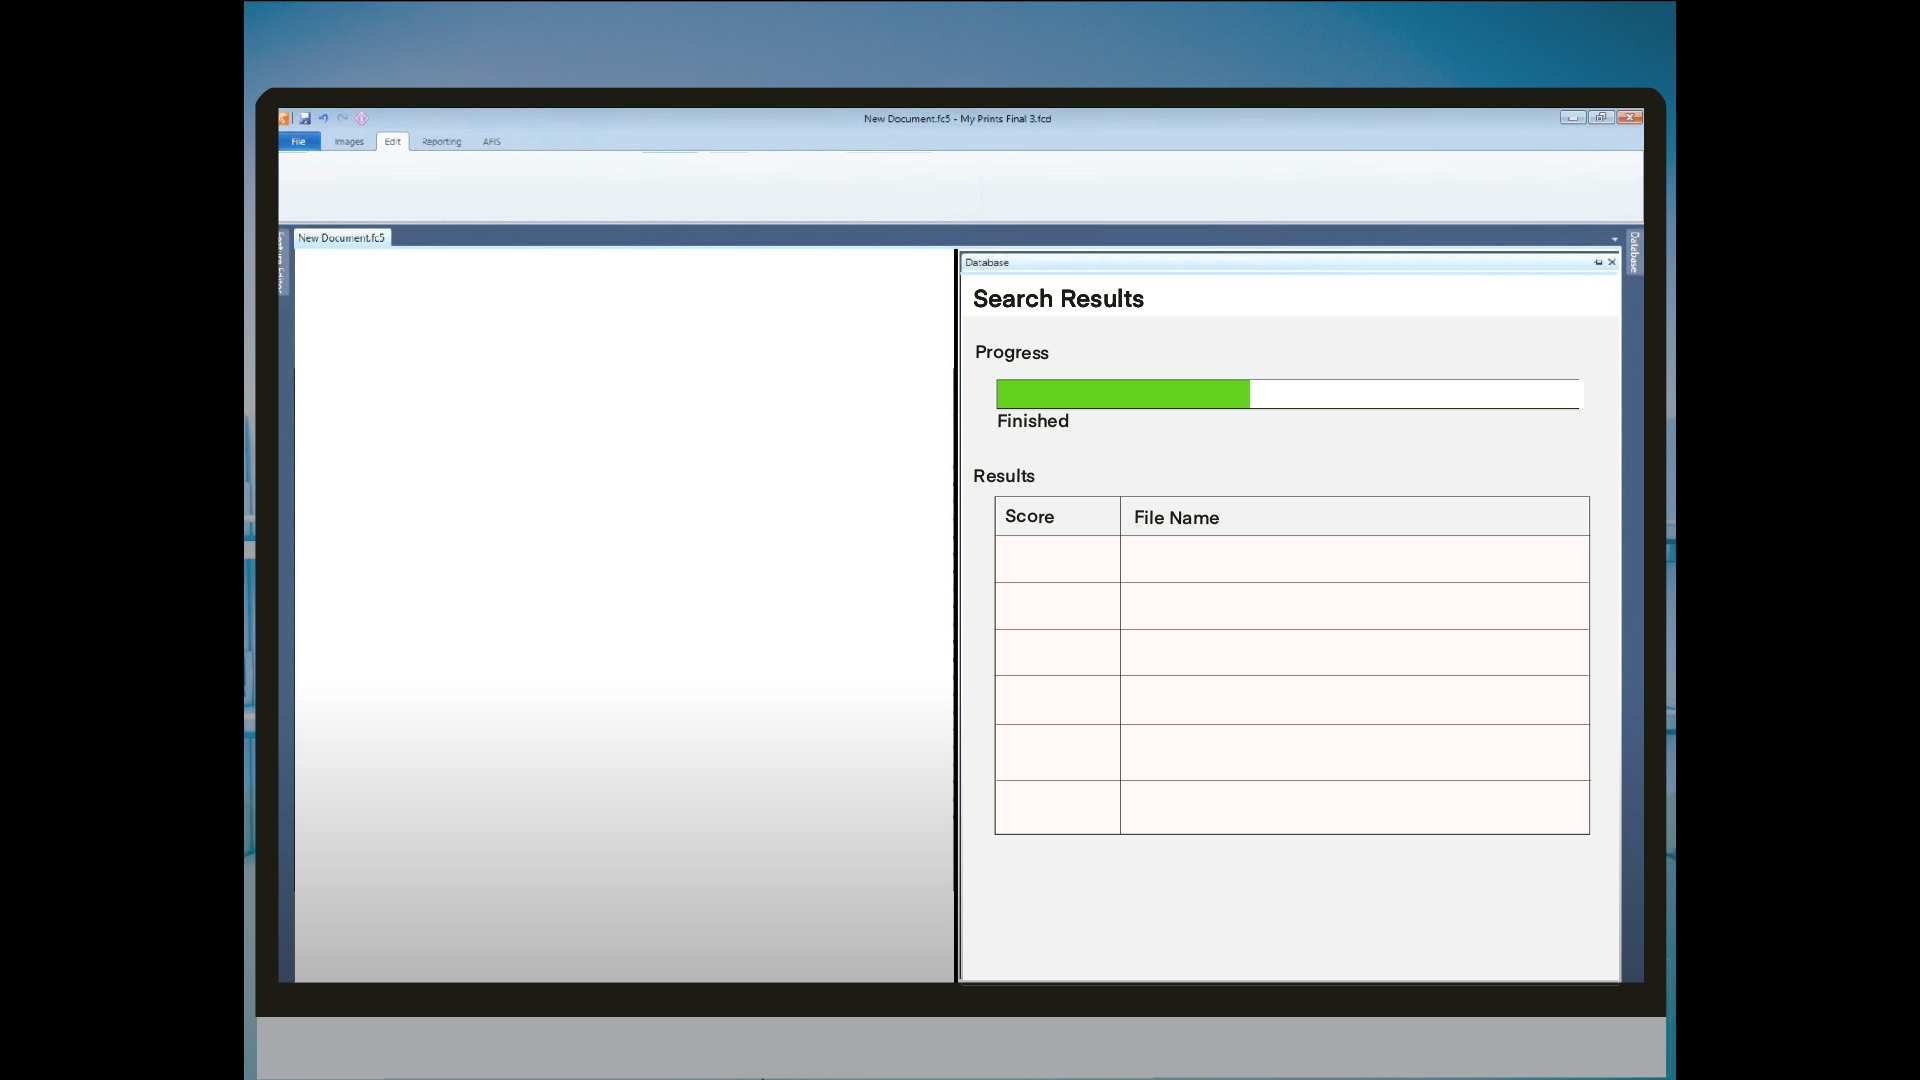 New Document.fc5 - My Prints Final 3.fcd
File Images Edit Reporting AFIS
New Document.fc5
Database
Database
Search Results
Progress
Finished
Results
Score File Name